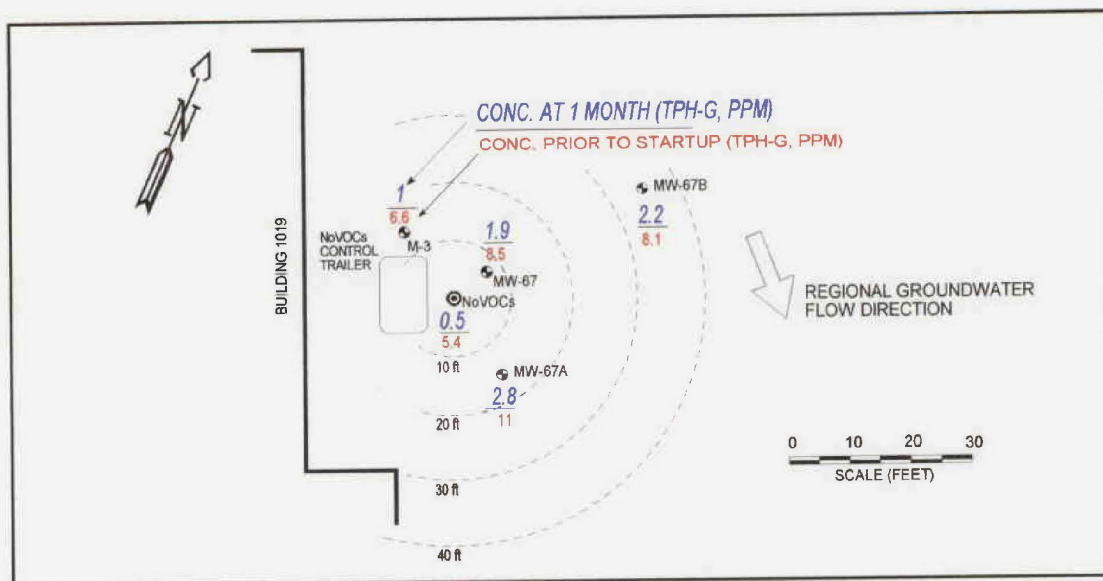 N
CONC. AT 1 MONTH (TPH-G, PPM)
CONC. PRIOR TO STARTUP (TPH-G, PPM)
1
6.6
M-3
NoVOCs
CONTROL
TRAILER
BUILDING 1019
1.9
8.5
MW-67
NoVOCs
0.5
5.4
MW-67B
2.2
8.1
REGIONAL GROUNDWATER
FLOW DIRECTION
MW-67A
2.8
11
10 ft
20 ft
30 ft
40 ft
0 10 20 30
SCALE (FEET)